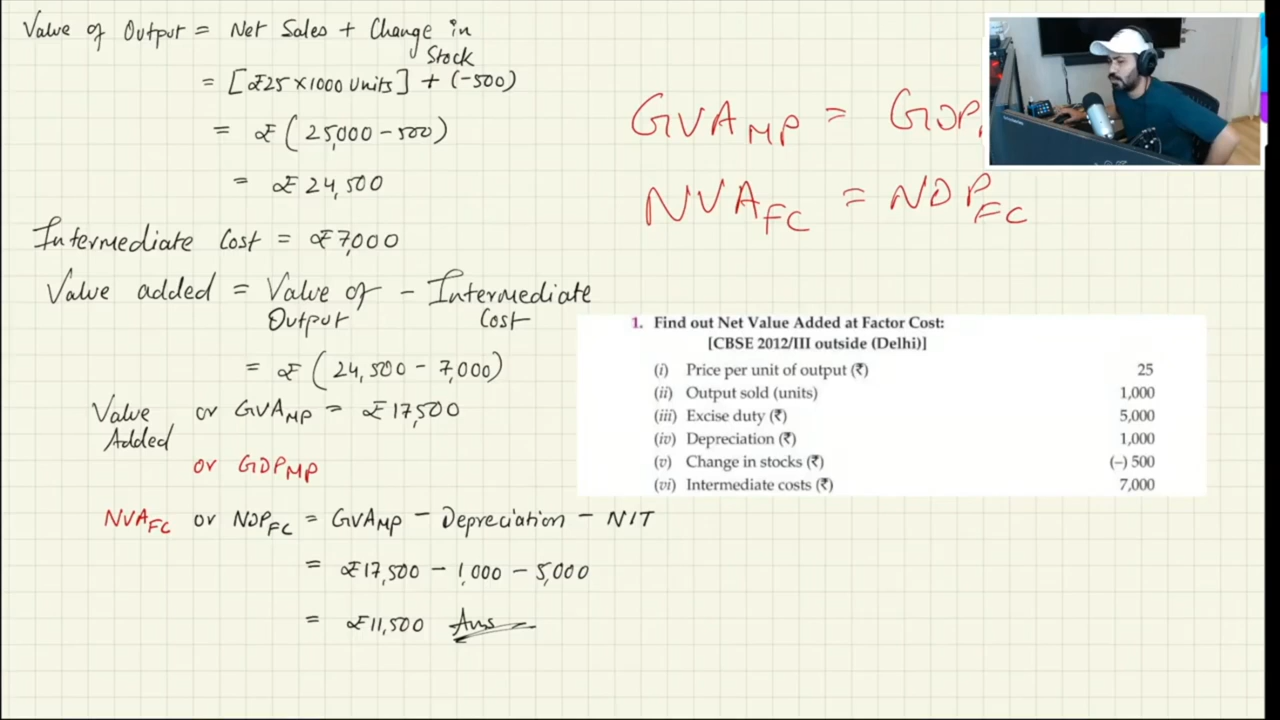 Value of Output = Net Sales + Change in Stock
= [₹25 × 1000 units] + (-500)
= ₹ (25,000 - 500)
= ₹ 24,500
Intermediate Cost = ₹7,000
Value added = Value of Output - Intermediate Cost
= ₹ (24,500 - 7,000)
Value Added or GVAMP = ₹17,500
or GDPMP
NVAFC or NDPFC = GVAMP - Depreciation - NIT
= ₹17,500 - 1,000 - 5,000
= ₹11,500 Ans
GVAMP = GDP
NVAFC = NDPFC
1. Find out Net Value Added at Factor Cost:
[CBSE 2012/III outside (Delhi)]
(i) Price per unit of output (₹) 25
(ii) Output sold (units) 1,000
(iii) Excise duty (₹) 5,000
(iv) Depreciation (₹) 1,000
(v) Change in stocks (₹) (–) 500
(vi) Intermediate costs (₹) 7,000